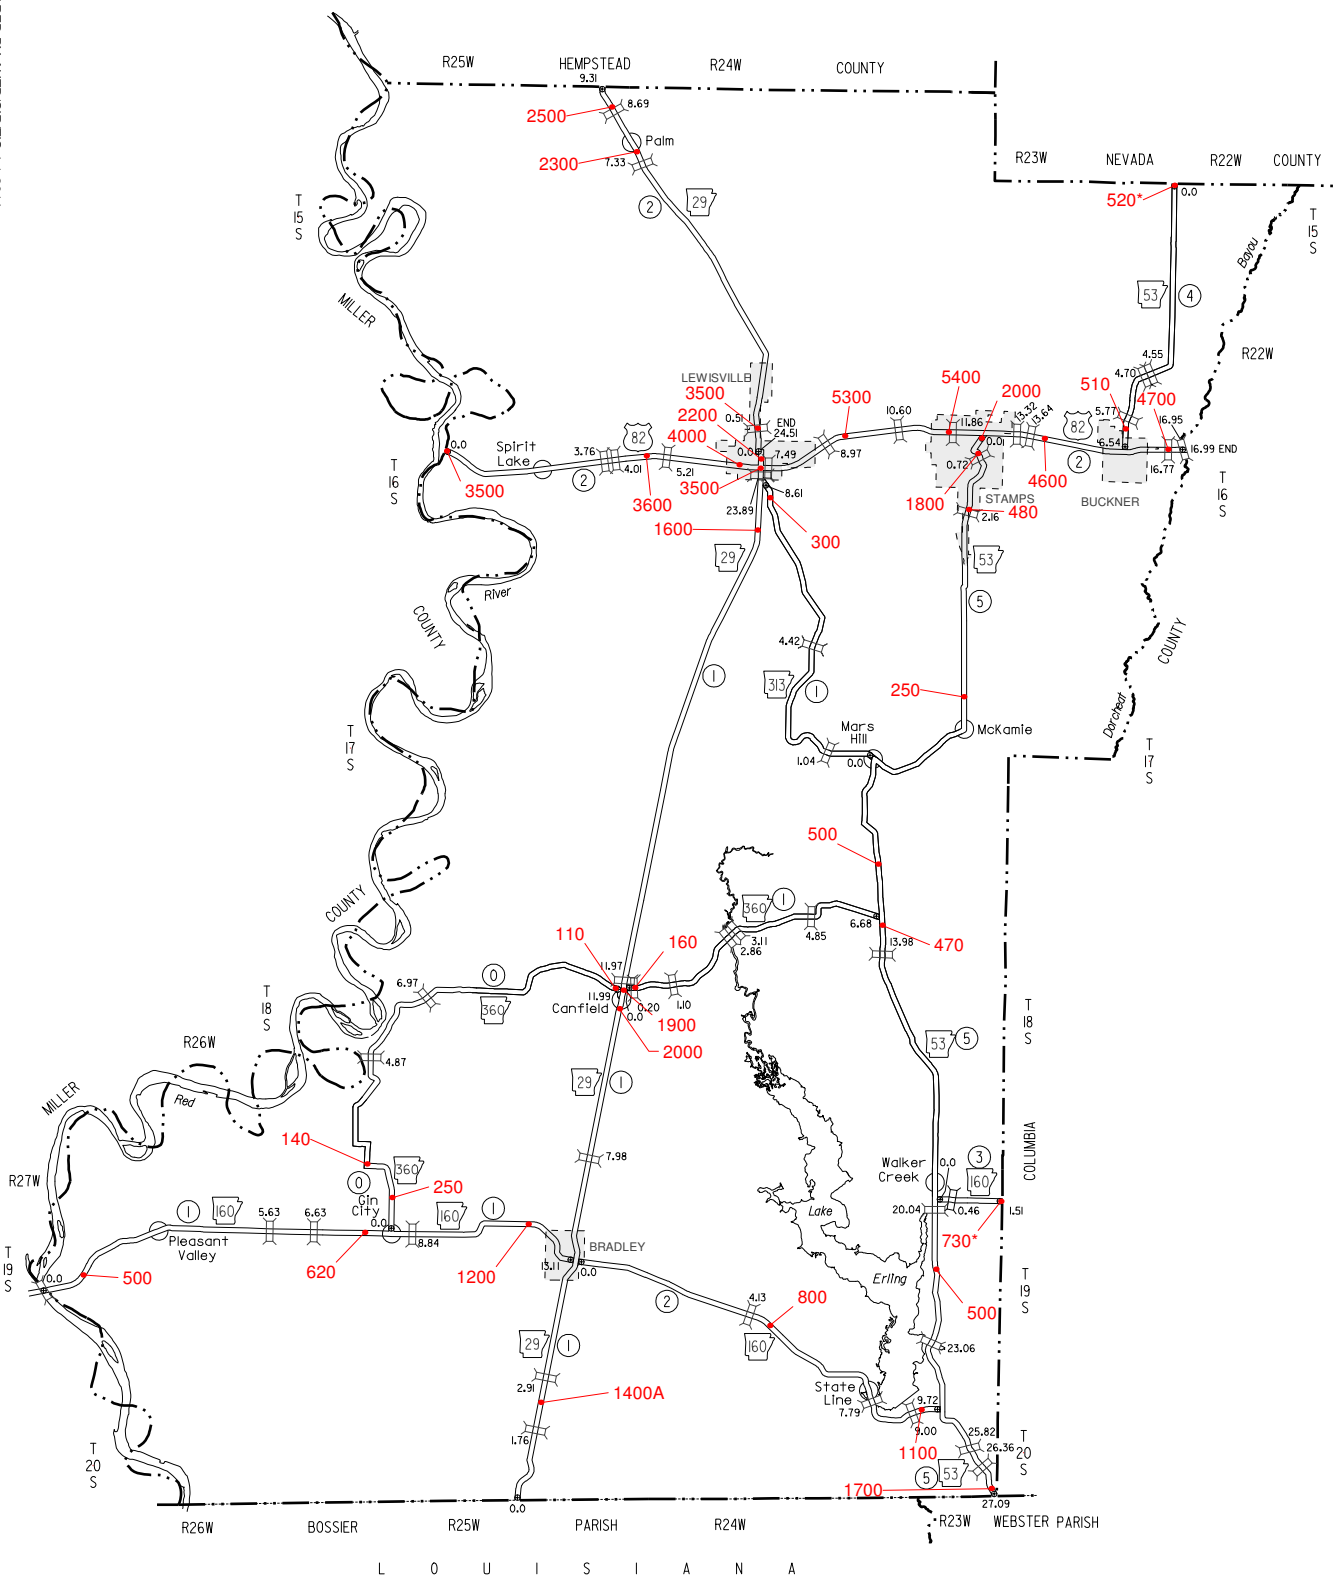 R25W
HEMPSTEAD
R24W
COUNTY
9.31
8.69
2500
Palm
2300
7.33
R23W
NEVADA
R22W
COUNTY
2
29
520*
0.0
T
15
S
T
15
S
Bayou
MILLER
53
4
R22W
4.55
4.70
LEWISVILLE
3500
0.51
END
24.51
5300
10.60
5400
2000
11.86
13.32
13.64
510
4700
5.77
16.95
2200
4000
82
Spirit
Lake
0.0
3.76
4.01
5.21
2
0.0
7.49
8.97
0.01
0.72
82
4600
2
6.54
16.99 END
16.77
T
16
S
3500
3600
3500
8.61
23.89
1800
STAMPS
480
2.16
BUCKNER
T
16
S
1600
300
29
53
River
COUNTY
5
COUNTY
4.42
313
1
1
250
Dorcheat
Mars
Hill
McKamie
T
17
S
1.04
0.0
T
17
S
500
COUNTY
360
1
6.68
4.85
3.11
2.86
470
13.98
110
160
11.97
6.97
0
360
11.99
Canfield
0.20
0.0
1.10
1900
2000
T
18
S
T
18
S
R26W
4.87
53
5
MILLER
Red
29
1
140
7.98
Walker
Creek
0.0
3
160
COLUMBIA
R27W
0
360
Gin
City
250
0.0
1
160
5.63
6.63
160
1
Lake
0.46
1.51
20.04
Pleasant
Valley
8.84
730*
T
19
S
0.0
500
620
1200
BRADLEY
13.11
0.0
Erling
500
T
19
S
2
4.13
800
160
29
1
23.06
2.91
1400A
State
Line
7.79
9.72
9.00
1100
1.76
25.82
26.36
T
20
S
T
20
S
5
53
1700
0.0
27.09
R26W
BOSSIER
R25W
PARISH
R24W
R23W
WEBSTER PARISH
L O U I S I A N A